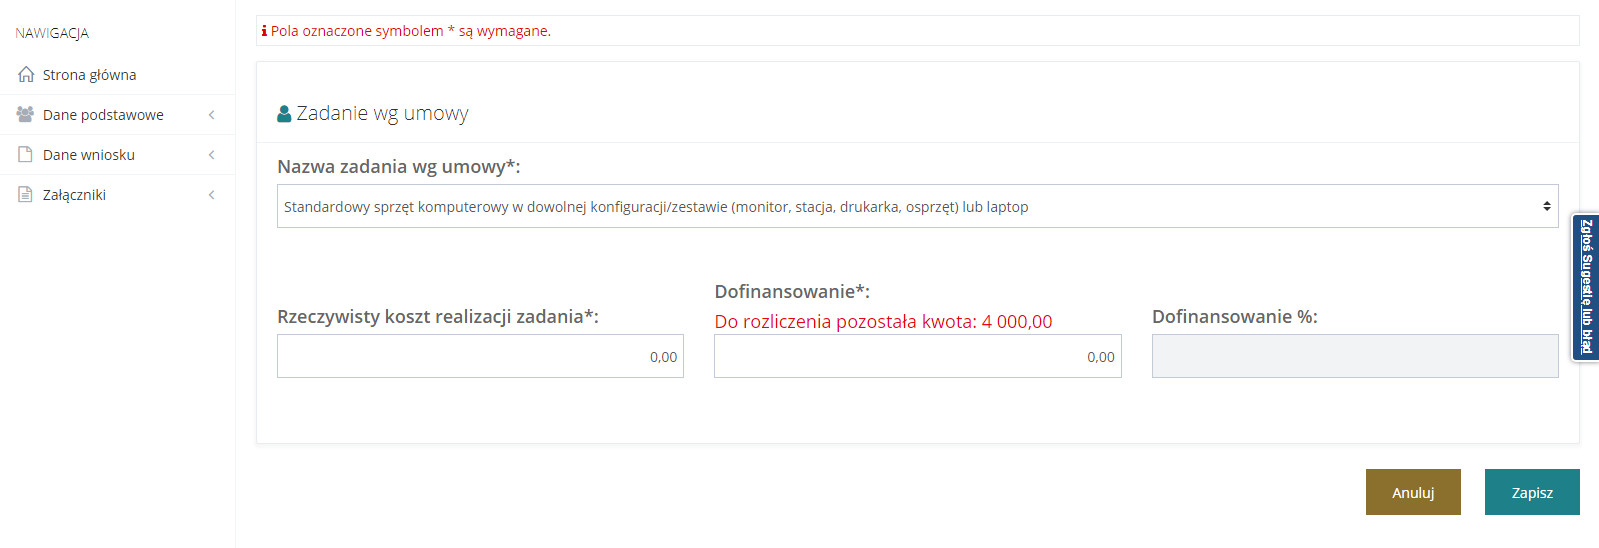 NAWIGACJA
Strona główna
Dane podstawowe
Dane wniosku
Załączniki
Pola oznaczone symbolem * są wymagane.
Zadanie wg umowy
Nazwa zadania wg umowy*:
Standardowy sprzęt komputerowy w dowolnej konfiguracji/zestawie (monitor, stacja, drukarka, osprzęt) lub laptop
Rzeczywisty koszt realizacji zadania*:
0,00
Dofinansowanie*:
Do rozliczenia pozostała kwota: 4 000,00
0,00
Dofinansowanie %:
Anuluj
Zapisz
Zgłoś Sugestię lub błąd